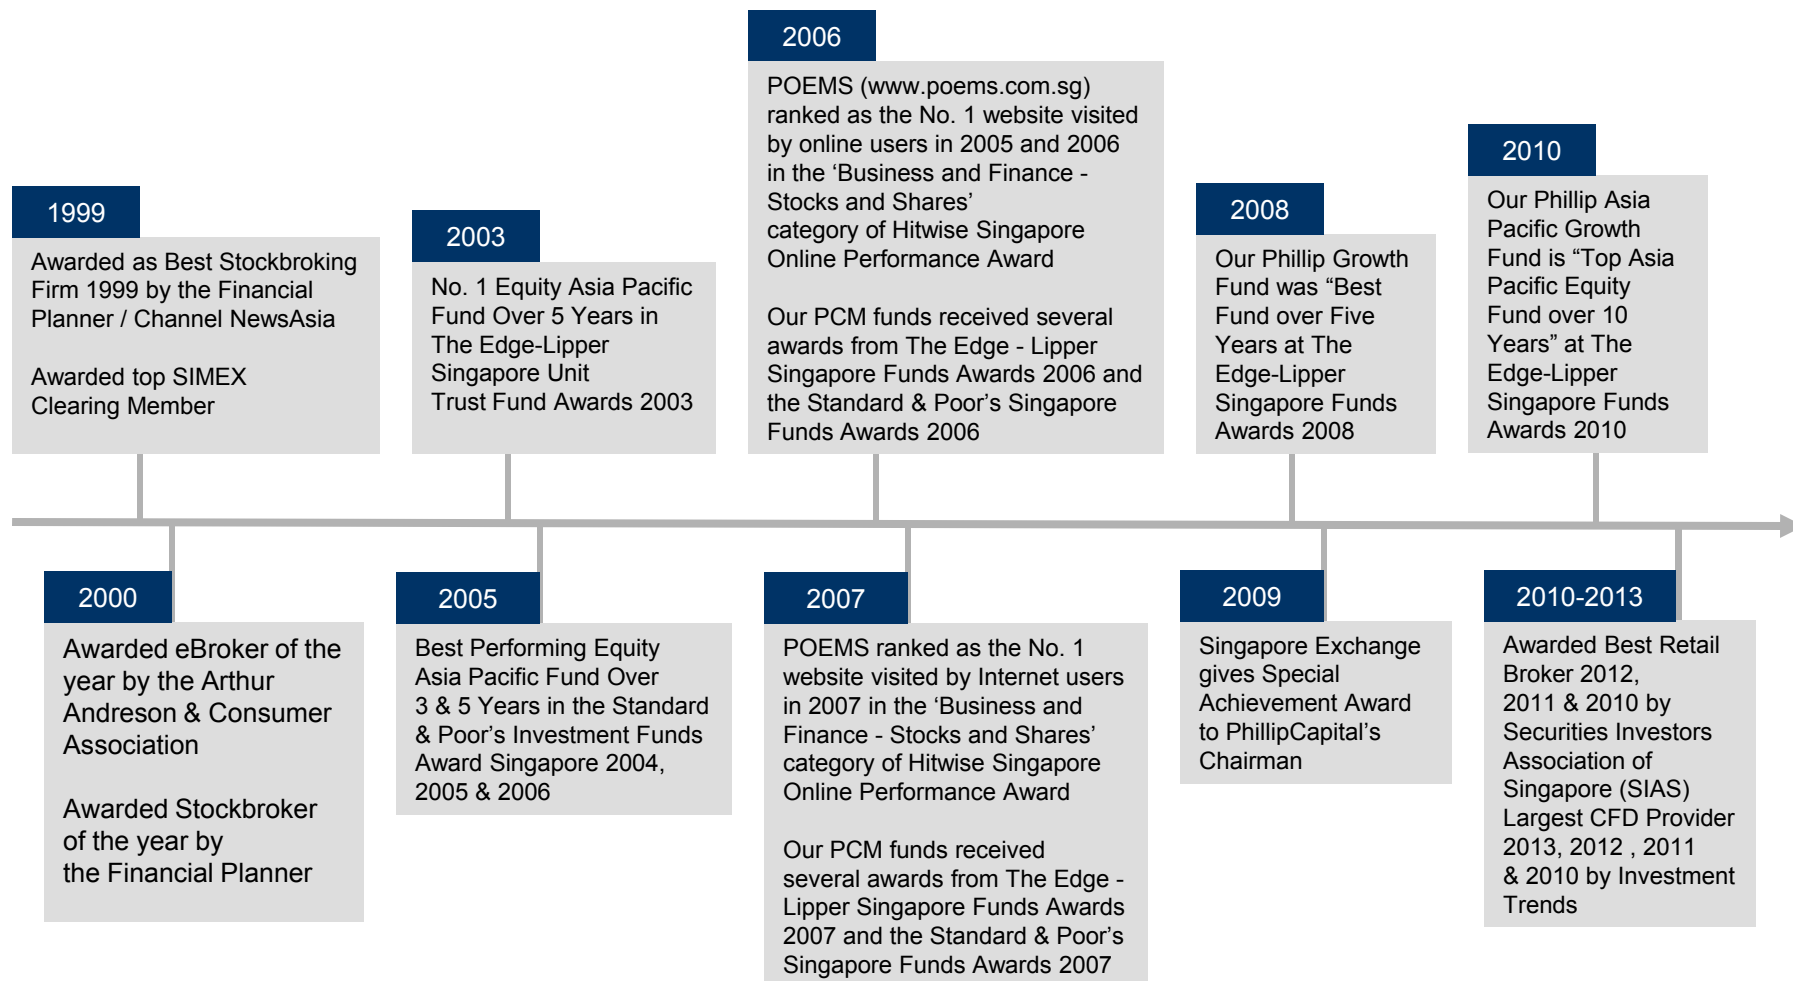 1999
Awarded as Best Stockbroking
Firm 1999 by the Financial
Planner / Channel NewsAsia
Awarded top SIMEX
Clearing Member
2003
No. 1 Equity Asia Pacific
Fund Over 5 Years in
The Edge-Lipper
Singapore Unit
Trust Fund Awards 2003
2006
POEMS (www.poems.com.sg)
ranked as the No. 1 website visited
by online users in 2005 and 2006
in the ‘Business and Finance -
Stocks and Shares’
category of Hitwise Singapore
Online Performance Award
Our PCM funds received several
awards from The Edge - Lipper
Singapore Funds Awards 2006 and
the Standard & Poor’s Singapore
Funds Awards 2006
2008
Our Phillip Growth
Fund was “Best
Fund over Five
Years at The
Edge-Lipper
Singapore Funds
Awards 2008
2010
Our Phillip Asia
Pacific Growth
Fund is “Top Asia
Pacific Equity
Fund over 10
Years” at The
Edge-Lipper
Singapore Funds
Awards 2010
2000
Awarded eBroker of the
year by the Arthur
Andreson & Consumer
Association
Awarded Stockbroker
of the year by
the Financial Planner
2005
Best Performing Equity
Asia Pacific Fund Over
3 & 5 Years in the Standard
& Poor’s Investment Funds
Award Singapore 2004,
2005 & 2006
2007
POEMS ranked as the No. 1
website visited by Internet users
in 2007 in the ‘Business and
Finance - Stocks and Shares’
category of Hitwise Singapore
Online Performance Award
Our PCM funds received
several awards from The Edge -
Lipper Singapore Funds Awards
2007 and the Standard & Poor’s
Singapore Funds Awards 2007
2009
Singapore Exchange
gives Special
Achievement Award
to PhillipCapital’s
Chairman
2010-2013
Awarded Best Retail
Broker 2012,
2011 & 2010 by
Securities Investors
Association of
Singapore (SIAS)
Largest CFD Provider
2013, 2012 , 2011
& 2010 by Investment
Trends